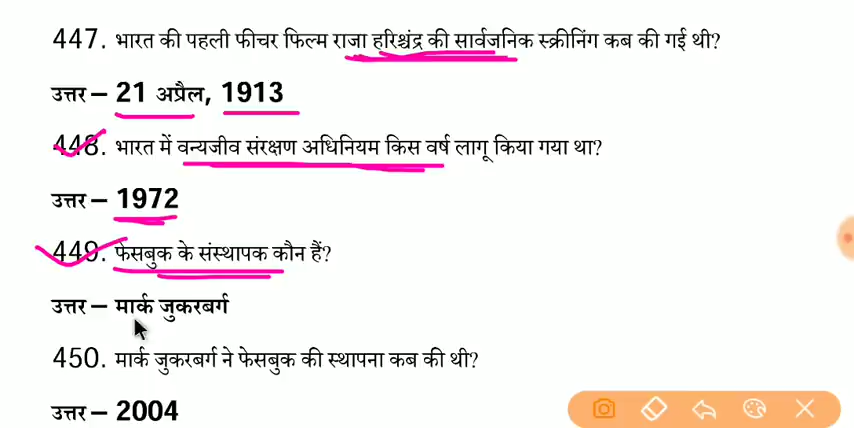 447. भारत की पहली फीचर फिल्म राजा हरिश्चंद्र की सार्वजनिक स्क्रीनिंग कब की गई थी?
उत्तर – 21 अप्रैल, 1913
448. भारत में वन्यजीव संरक्षण अधिनियम किस वर्ष लागू किया गया था?
उत्तर – 1972
449. फेसबुक के संस्थापक कौन हैं?
उत्तर – मार्क जुकरबर्ग
450. मार्क जुकरबर्ग ने फेसबुक की स्थापना कब की थी?
उत्तर – 2004